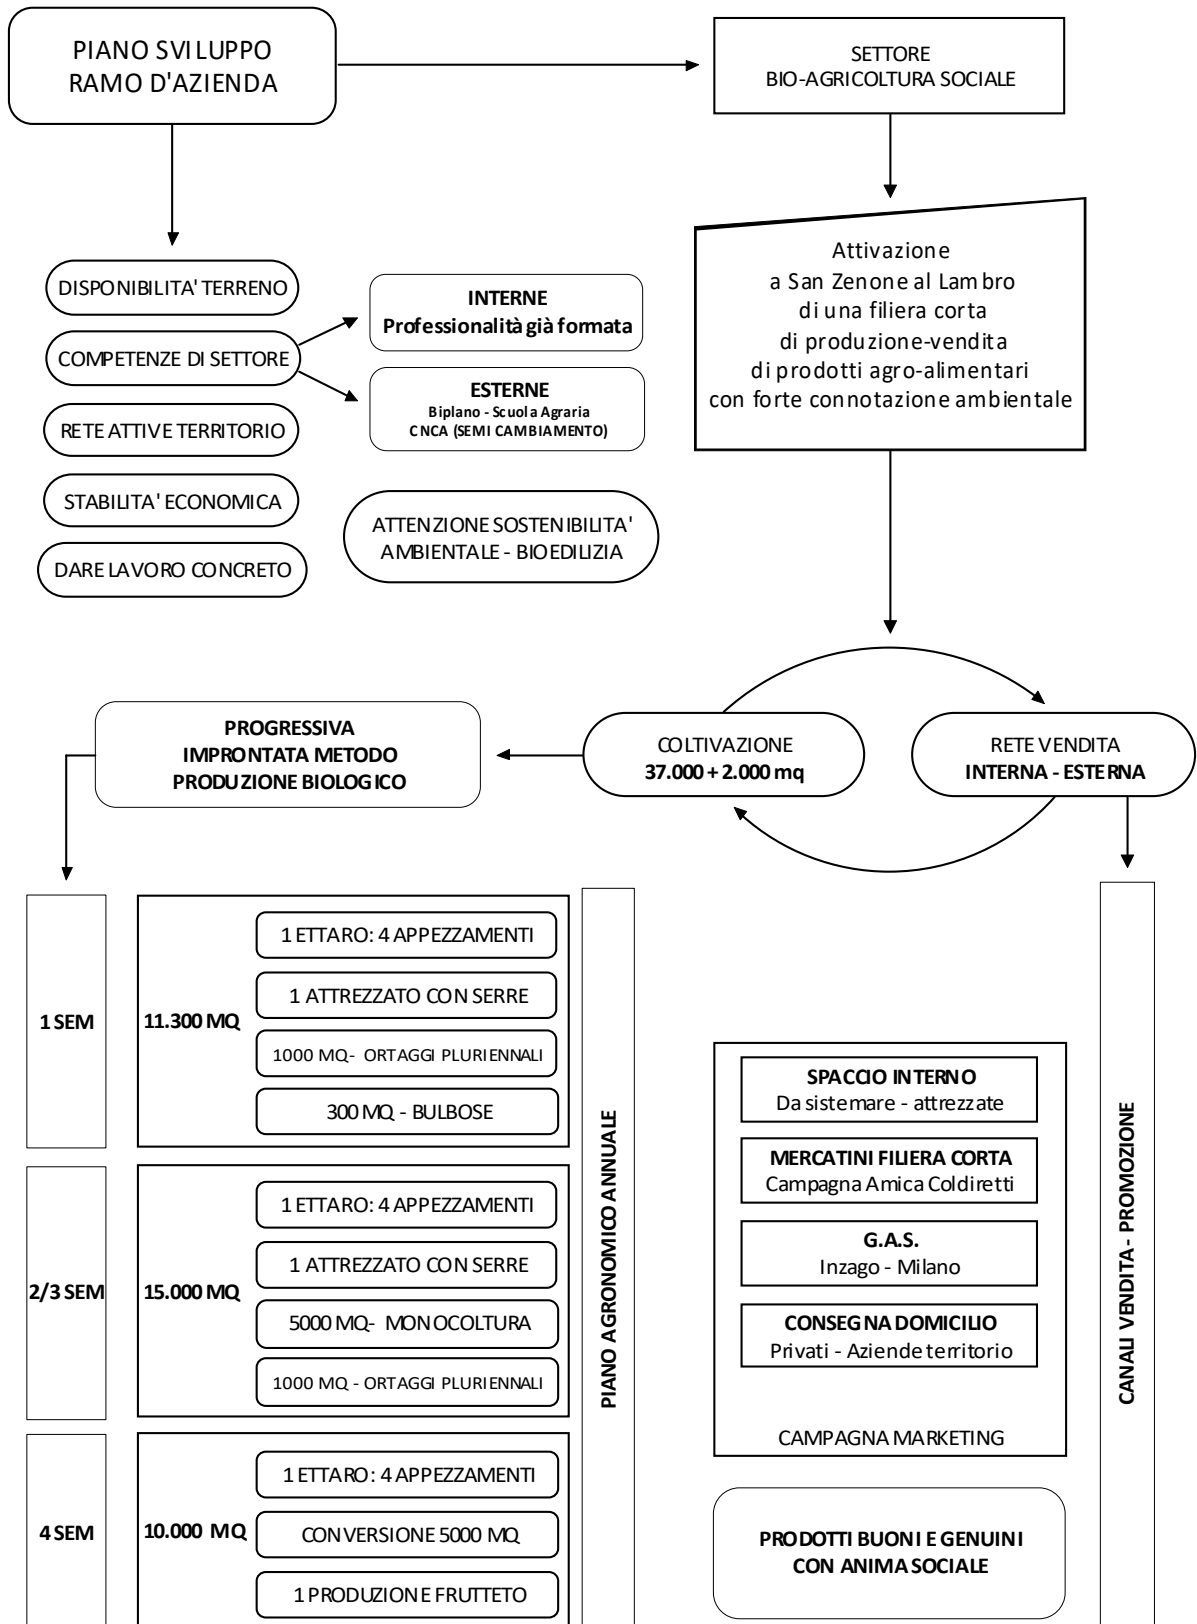 PIANO SVILUPPO
RAMO D'AZIENDA
SETTORE
BIO-AGRICOLTURA SOCIALE
DISPONIBILITA' TERRENO
COMPETENZE DI SETTORE
RETE ATTIVE TERRITORIO
STABILITA' ECONOMICA
DARE LAVORO CONCRETO
INTERNE
Professionalità già formata
ESTERNE
Biplano - Scuola Agraria
CNCA (SEMI CAMBIAMENTO)
ATTENZIONE SOSTENIBILITA'
AMBIENTALE - BIOEDILIZIA
Attivazione
a San Zenone al Lambro
di una filiera corta
di produzione-vendita
di prodotti agro-alimentari
con forte connotazione ambientale
PROGRESSIVA
IMPRONTATA METODO
PRODUZIONE BIOLOGICO
COLTIVAZIONE
37.000 + 2.000 mq
RETE VENDITA
INTERNA - ESTERNA
1 SEM
11.300 MQ
1 ETTARO: 4 APPEZZAMENTI
1 ATTREZZATO CON SERRE
1000 MQ- ORTAGGI PLURIENNALI
300 MQ - BULBOSE
2/3 SEM
15.000 MQ
1 ETTARO: 4 APPEZZAMENTI
1 ATTREZZATO CON SERRE
5000 MQ- MONOCOLTURA
1000 MQ - ORTAGGI PLURIENNALI
4 SEM
10.000 MQ
1 ETTARO: 4 APPEZZAMENTI
CONVERSIONE 5000 MQ
1 PRODUZIONE FRUTTETO
PIANO AGRONOMICO ANNUALE
SPACCIO INTERNO
Da sistemare - attrezzate
MERCATINI FILIERA CORTA
Campagna Amica Coldiretti
G.A.S.
Inzago - Milano
CONSEGNA DOMICILIO
Privati - Aziende territorio
CAMPAGNA MARKETING
PRODOTTI BUONI E GENUINI
CON ANIMA SOCIALE
CANALI VENDITA - PROMOZIONE